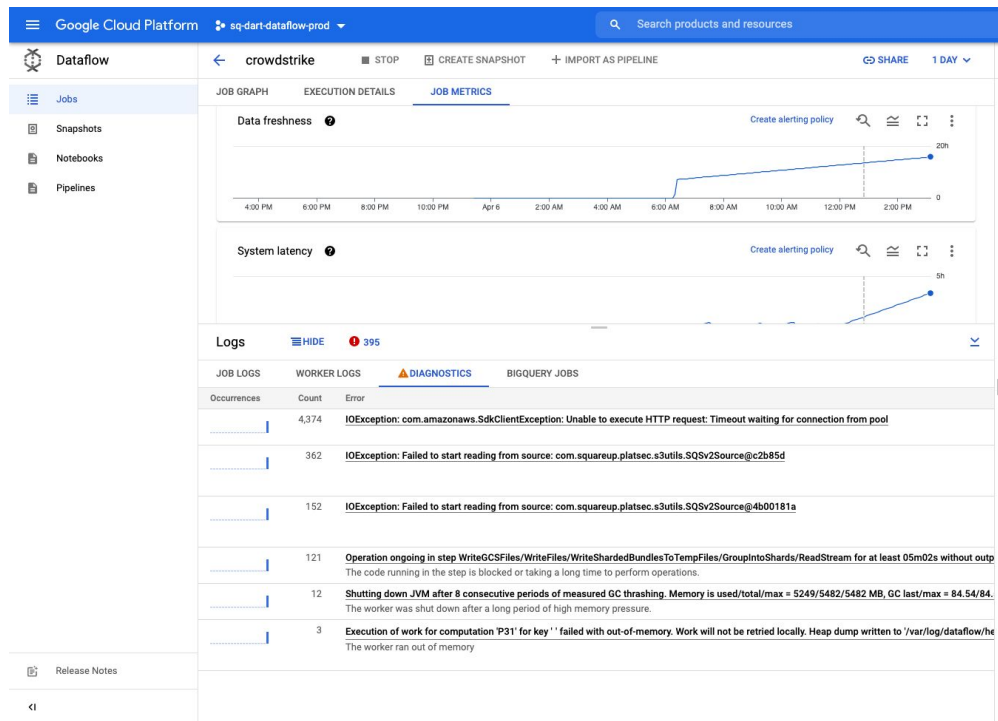 Google Cloud Platform
sq-dart-dataflow-prod
Search products and resources
Dataflow
crowdstrike
STOP
CREATE SNAPSHOT
IMPORT AS PIPELINE
SHARE
1 DAY
Jobs
Snapshots
Notebooks
Pipelines
JOB GRAPH
EXECUTION DETAILS
JOB METRICS
Data freshness
Create alerting policy
20h
0
4:00 PM 6:00 PM 8:00 PM 10:00 PM Apr 6 2:00 AM 4:00 AM 6:00 AM 8:00 AM 10:00 AM 12:00 PM 2:00 PM
System latency
Create alerting policy
5h
Logs
HIDE
395
JOB LOGS
WORKER LOGS
DIAGNOSTICS
BIGQUERY JOBS
Occurrences Count Error
4,374 IOException: com.amazonaws.SdkClientException: Unable to execute HTTP request: Timeout waiting for connection from pool
362 IOException: Failed to start reading from source: com.squareup.platsec.s3utils.SQSv2Source@c2b85d
152 IOException: Failed to start reading from source: com.squareup.platsec.s3utils.SQSv2Source@4b00181a
121 Operation ongoing in step WriteGCSFiles/WriteFiles/WriteShardedBundlesToTempFiles/GroupIntoShards/ReadStream for at least 05m02s without outp
The code running in the step is blocked or taking a long time to perform operations.
12 Shutting down JVM after 8 consecutive periods of measured GC thrashing. Memory is used/total/max = 5249/5482/5482 MB, GC last/max = 84.54/84.
The worker was shut down after a long period of high memory pressure.
3 Execution of work for computation 'P31' for key ' ' failed with out-of-memory. Work will not be retried locally. Heap dump written to '/var/log/dataflow/he
The worker ran out of memory
Release Notes